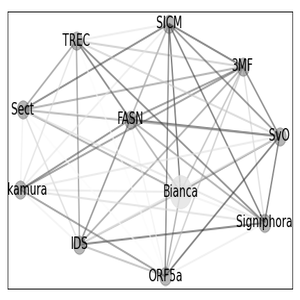 SICM
TREC
3MF
Sect
FASN
SvO
kamura
Bianca
Signiphora
IDS
ORF5a